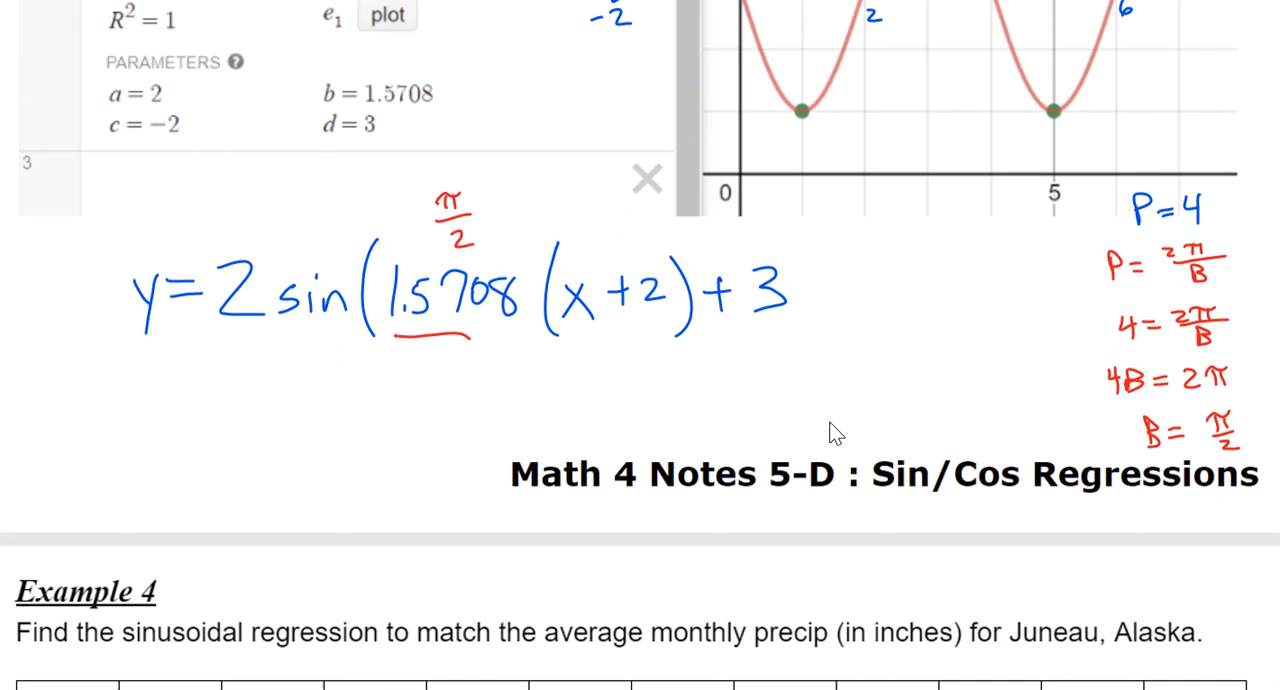 R² = 1 e₁ plot
-2
2
6
PARAMETERS ?
a = 2 b = 1.5708
c = −2 d = 3
3
0
5
P=4
π/2
P= 2π/B
y=2sin(1.5708(x+2)+3
4= 2π/B
4B=2π
B= π/2
Math 4 Notes 5-D : Sin/Cos Regressions
Example 4
Find the sinusoidal regression to match the average monthly precip (in inches) for Juneau, Alaska.